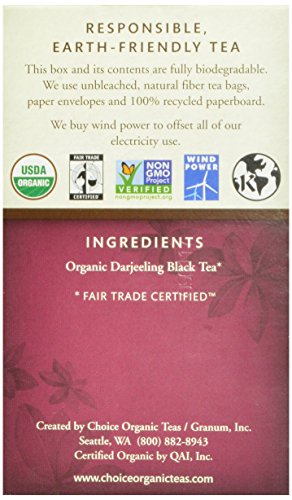 RESPONSIBLE,
EARTH-FRIENDLY TEA
This box and its contents are fully biodegradable.
We use unbleached, natural fiber tea bags,
paper envelopes and 100% recycled paperboard.
We buy wind power to offset all of our
electricity use.
USDA
ORGANIC
FAIR TRADE
CERTIFIED™
NON
GMO
Project
VERIFIED
nongmoproject.org
WIND
POWER
K
INGREDIENTS
Organic Darjeeling Black Tea*
* FAIR TRADE CERTIFIED™
Created by Choice Organic Teas / Granum, Inc.
Seattle, WA (800) 882-8943
Certified Organic by QAI, Inc.
www.choiceorganicteas.com